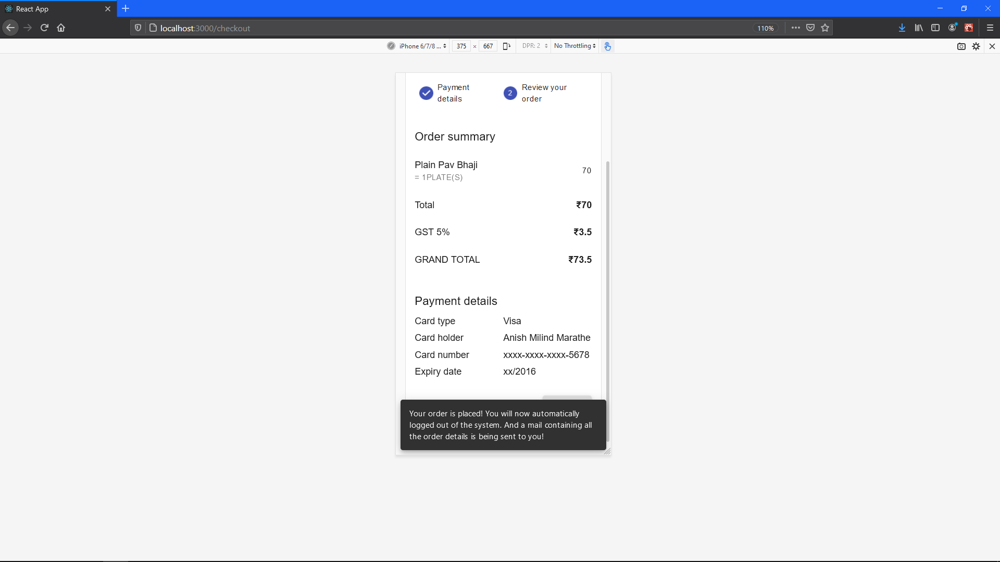 React App
localhost:3000/checkout
110%
iPhone 6/7/8 ...
375 × 667
DPR: 2
No Throttling
Payment details
2
Review your order
Order summary
Plain Pav Bhaji
= 1PLATE(S)
70
Total ₹70
GST 5% ₹3.5
GRAND TOTAL ₹73.5
Payment details
Card type Visa
Card holder Anish Milind Marathe
Card number xxxx-xxxx-xxxx-5678
Expiry date xx/2016
Your order is placed! You will now automatically
logged out of the system. And a mail containing all
the order details is being sent to you!